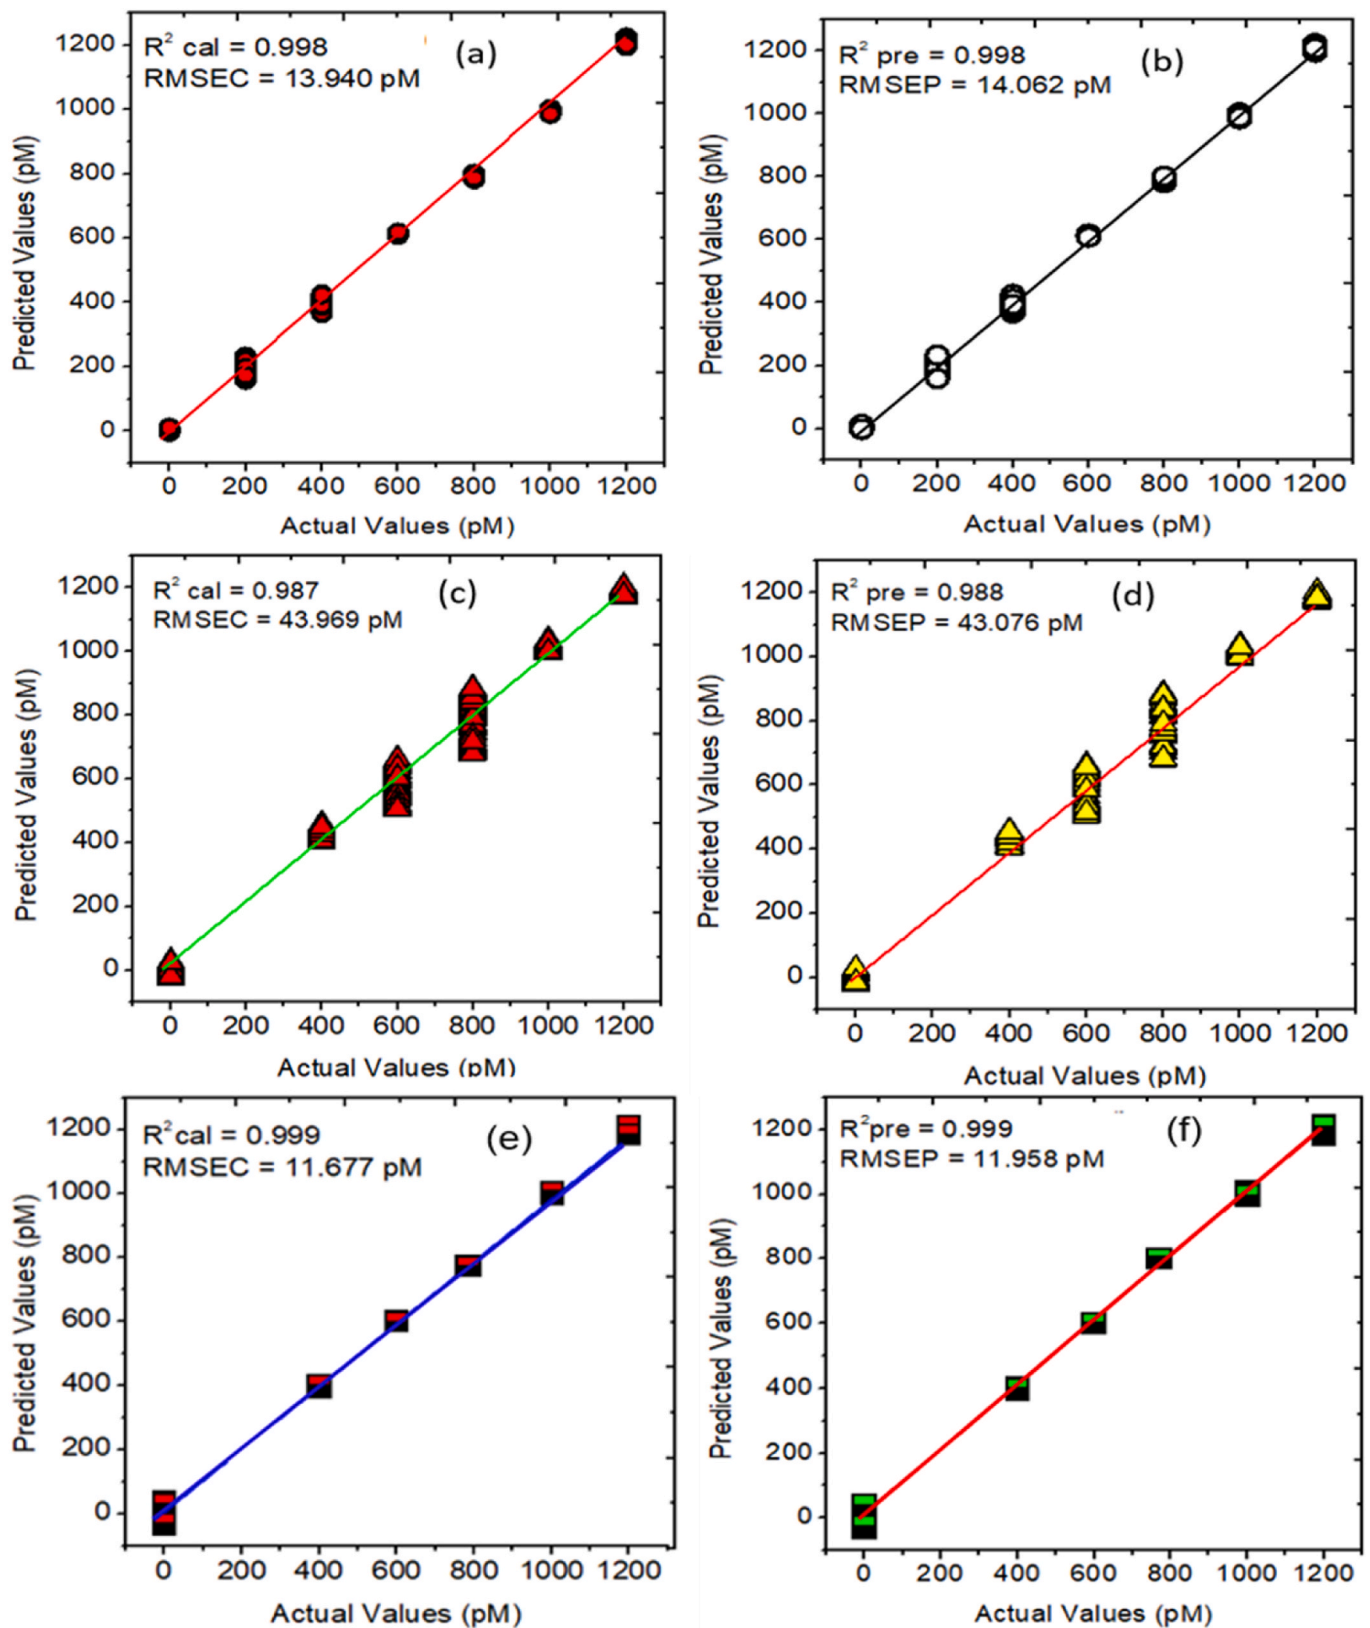 R² cal = 0.998
RMSEC = 13.940 pM
(a)
1200
1000
800
600
400
200
0
Predicted Values (pM)
0 200 400 600 800 1000 1200
Actual Values (pM)
R² pre = 0.998
RMSEP = 14.062 pM
(b)
1200
1000
800
600
400
200
0
Predicted Values (pM)
0 200 400 600 800 1000 1200
Actual Values (pM)
R² cal = 0.987
RMSEC = 43.969 pM
(c)
1200
1000
800
600
400
200
0
Predicted Values (pM)
0 200 400 600 800 1000 1200
Actual Values (pM)
R² pre = 0.988
RMSEP = 43.076 pM
(d)
1200
1000
800
600
400
200
0
Predicted Values (pM)
0 200 400 600 800 1000 1200
Actual Values (pM)
R²cal = 0.999
RMSEC = 11.677 pM
(e)
1200
1000
800
600
400
200
0
Predicted Values (pM)
0 200 400 600 800 1000 1200
Actual Values (pM)
R²pre = 0.999
RMSEP = 11.958 pM
(f)
1200
1000
800
600
400
200
0
Predicted Values (pM)
0 200 400 600 800 1000 1200
Actual Values (pM)